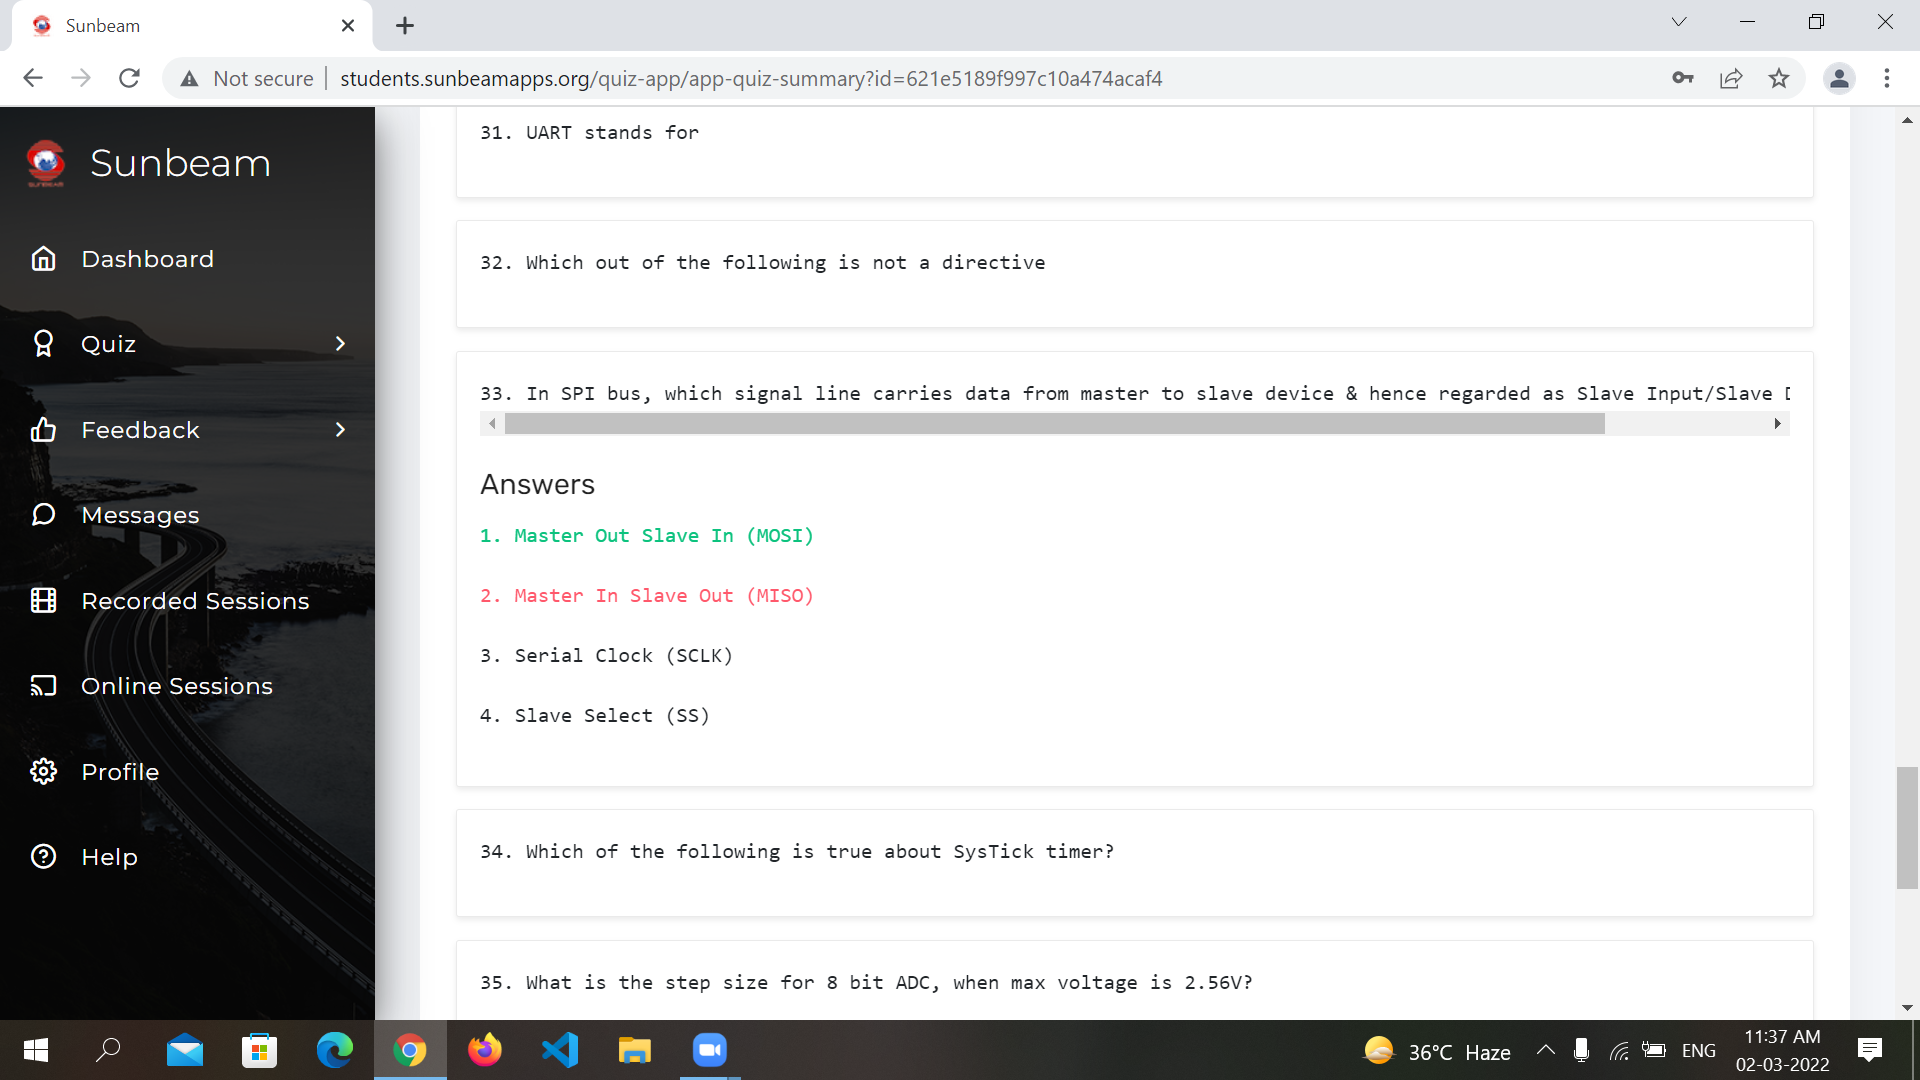 Sunbeam
Not secure
students.sunbeamapps.org/quiz-app/app-quiz-summary?id=621e5189f997c10a474acaf4
Sunbeam
Dashboard
Quiz
Feedback
Messages
Recorded Sessions
Online Sessions
Profile
Help
31. UART stands for
32. Which out of the following is not a directive
33. In SPI bus, which signal line carries data from master to slave device & hence regarded as Slave Input/Slave
Answers
1. Master Out Slave In (MOSI)
2. Master In Slave Out (MISO)
3. Serial Clock (SCLK)
4. Slave Select (SS)
34. Which of the following is true about SysTick timer?
35. What is the step size for 8 bit ADC, when max voltage is 2.56V?
36°C Haze
ENG
11:37 AM
02-03-2022